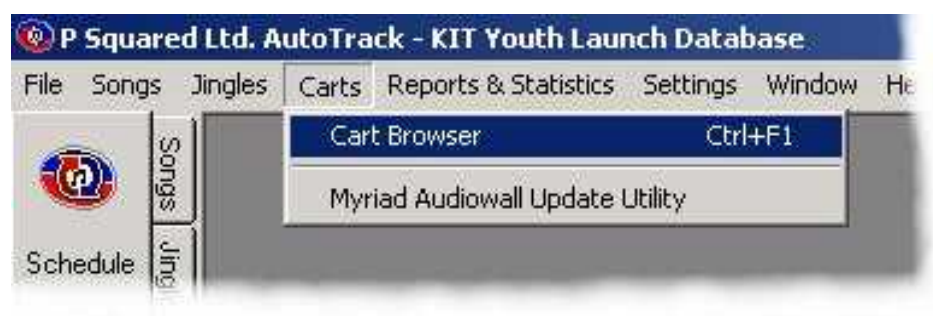 P Squared Ltd. AutoTrack - KIT Youth Launch Database
File Songs Jingles Carts Reports & Statistics Settings Window
Cart Browser Ctrl+F1
Myriad Audiowall Update Utility
Songs
Schedule